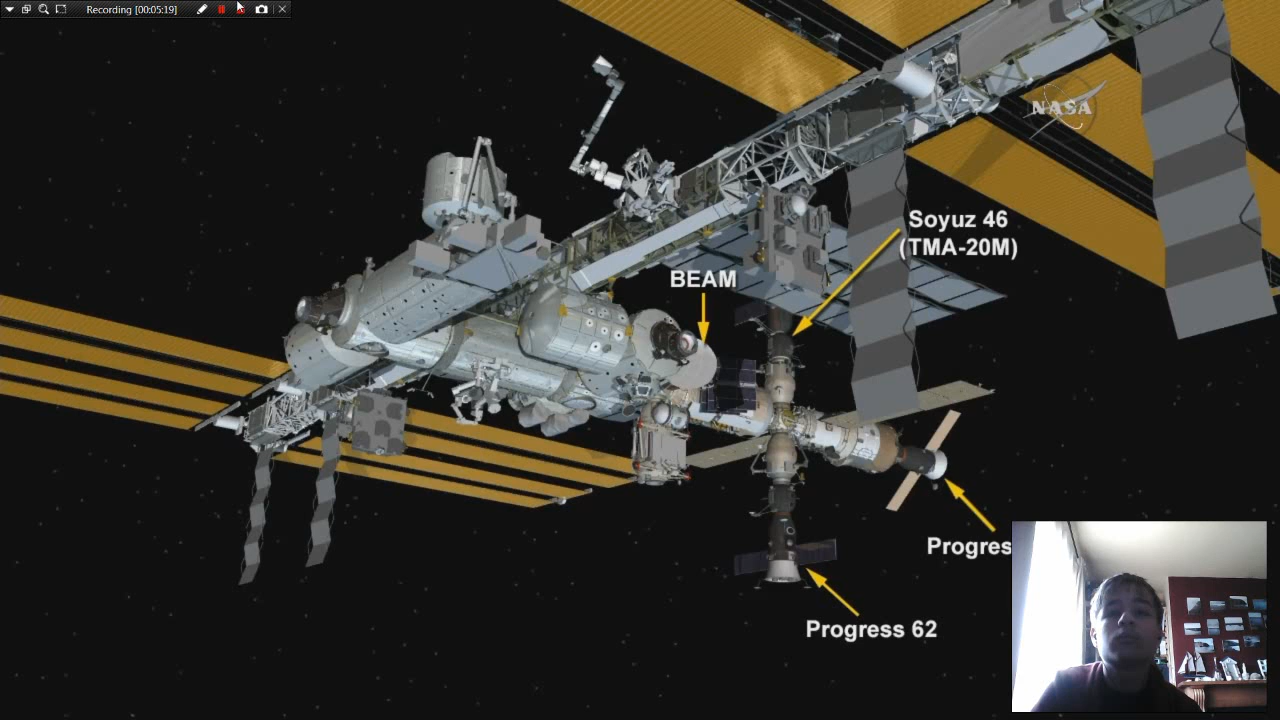 Recording [00:05:19]
NASA
Soyuz 46
(TMA-20M)
BEAM
Progres
Progress 62